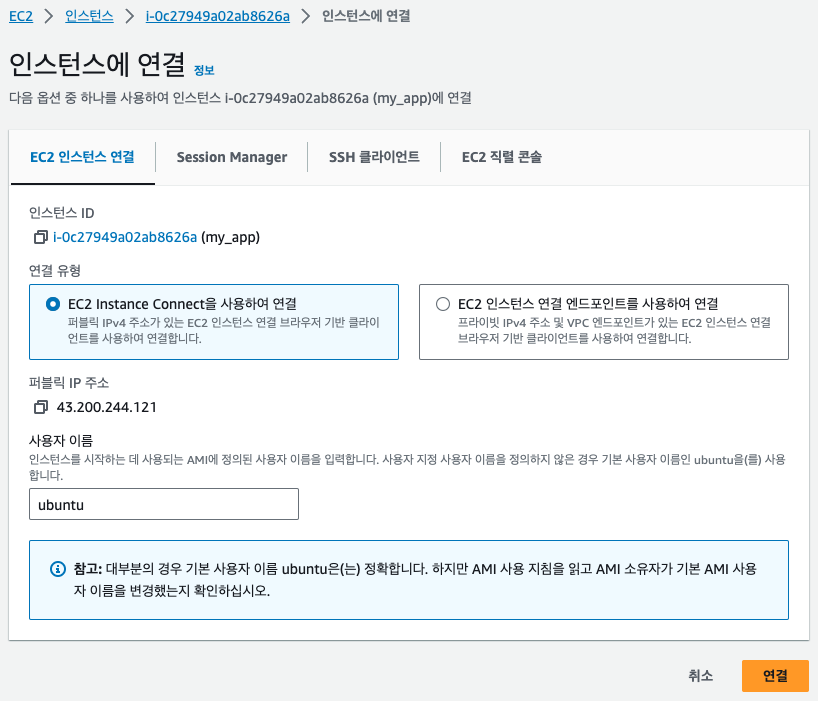 EC2 > 인스턴스 > i-0c27949a02ab8626a > 인스턴스에 연결
인스턴스에 연결 정보
다음 옵션 중 하나를 사용하여 인스턴스 i-0c27949a02ab8626a (my_app)에 연결
EC2 인스턴스 연결
Session Manager
SSH 클라이언트
EC2 직렬 콘솔
인스턴스 ID
i-0c27949a02ab8626a (my_app)
연결 유형
EC2 Instance Connect을 사용하여 연결
퍼블릭 IPv4 주소가 있는 EC2 인스턴스 연결 브라우저 기반 클라이
언트를 사용하여 연결합니다.
EC2 인스턴스 연결 엔드포인트를 사용하여 연결
프라이빗 IPv4 주소 및 VPC 엔드포인트가 있는 EC2 인스턴스 연결
브라우저 기반 클라이언트를 사용하여 연결합니다.
퍼블릭 IP 주소
43.200.244.121
사용자 이름
인스턴스를 시작하는 데 사용되는 AMI에 정의된 사용자 이름을 입력합니다. 사용자 지정 사용자 이름을 정의하지 않은 경우 기본 사용자 이름인 ubuntu을(를) 사용
합니다.
ubuntu
참고: 대부분의 경우 기본 사용자 이름 ubuntu은(는) 정확합니다. 하지만 AMI 사용 지침을 읽고 AMI 소유자가 기본 AMI 사용
자 이름을 변경했는지 확인하십시오.
취소
연결